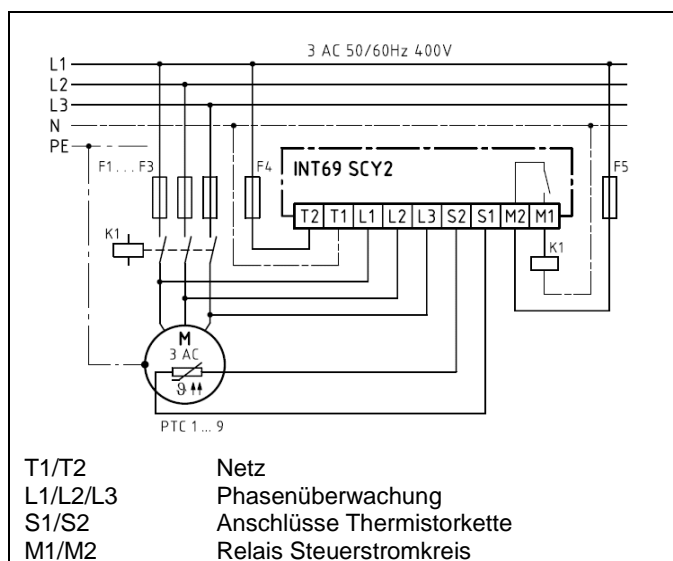 3 AC 50/60Hz 400V
L1
L2
L3
N
PE
F1...F3
F4
INT69 SCY2
F5
T2 T1 L1 L2 L3 S2 S1 M2 M1
K1
K1
M
3 AC
ϑ
PTC 1...9
T1/T2 Netz
L1/L2/L3 Phasenüberwachung
S1/S2 Anschlüsse Thermistorkette
M1/M2 Relais Steuerstromkreis